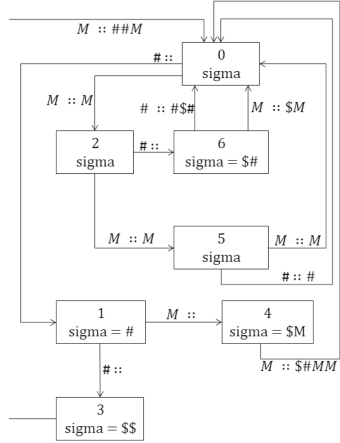 M :: ##M
0
sigma
# ::
M :: M
# :: #$#
M :: $M
2
sigma
# ::
6
sigma = $#
M :: M
5
sigma
M :: M
# :: #
1
sigma = #
M ::
4
sigma = $M
# ::
M :: $#MM
3
sigma = $$